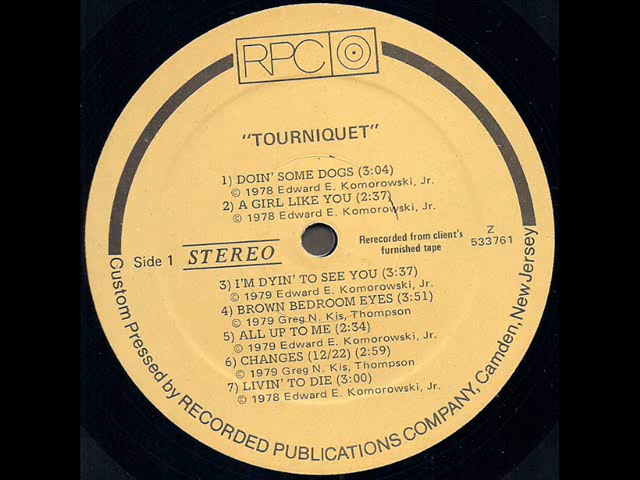 RPC
"TOURNIQUET"
1) DOIN' SOME DOGS (3:04)
© 1978 Edward E. Komorowski, Jr.
2) A GIRL LIKE YOU (2:37)
© 1978 Edward E. Komorowski, Jr.
Side 1 STEREO
Rerecorded from client's
furnished tape
Z
533761
3) I'M DYIN' TO SEE YOU (3:37)
© 1979 Edward E. Komorowski, Jr.
4) BROWN BEDROOM EYES (3:51)
© 1979 Greg N. Kis, Thompson
5) ALL UP TO ME (2:34)
© 1979 Edward E. Komorowski, Jr.
6) CHANGES (12/22) (2:59)
© 1979 Greg N. Kis, Thompson
7) LIVIN' TO DIE (3:00)
© 1978 Edward E. Komorowski, Jr.
Custom Pressed by RECORDED PUBLICATIONS COMPANY, Camden, New Jersey